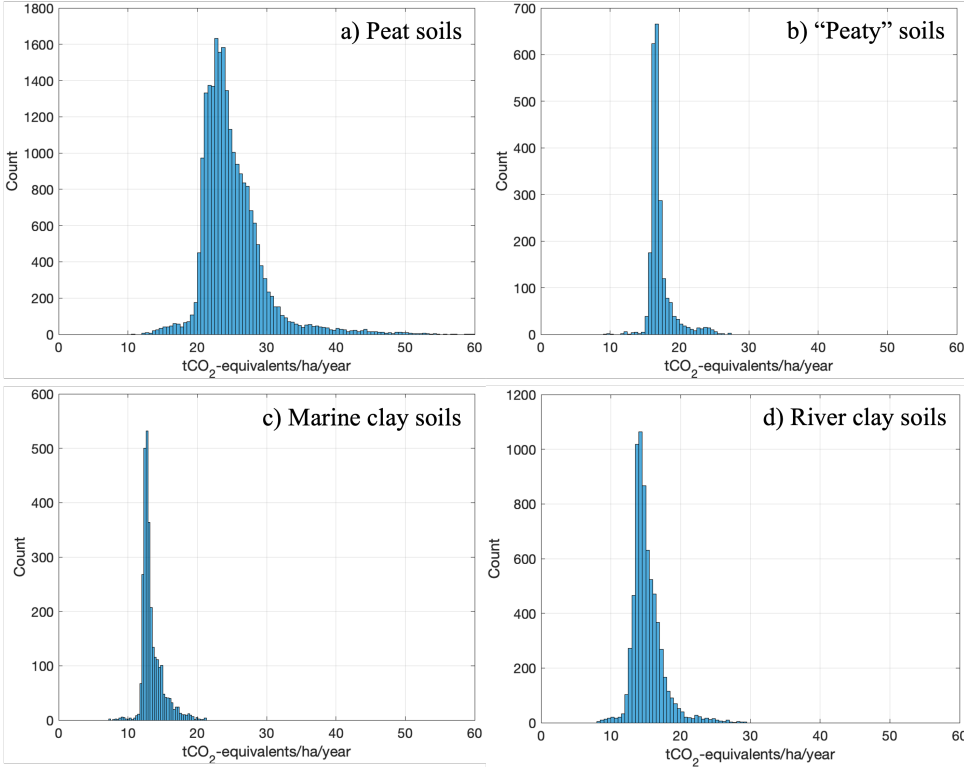 a) Peat soils
1800
1600
1400
1200
1000
800
600
400
200
0
Count
0 10 20 30 40 50 60
tCO2-equivalents/ha/year
b) “Peaty” soils
700
600
500
400
300
200
100
0
Count
0 10 20 30 40 50 60
tCO2-equivalents/ha/year
c) Marine clay soils
600
500
400
300
200
100
0
Count
0 10 20 30 40 50 60
tCO2-equivalents/ha/year
d) River clay soils
1200
1000
800
600
400
200
0
Count
0 10 20 30 40 50 60
tCO2-equivalents/ha/year